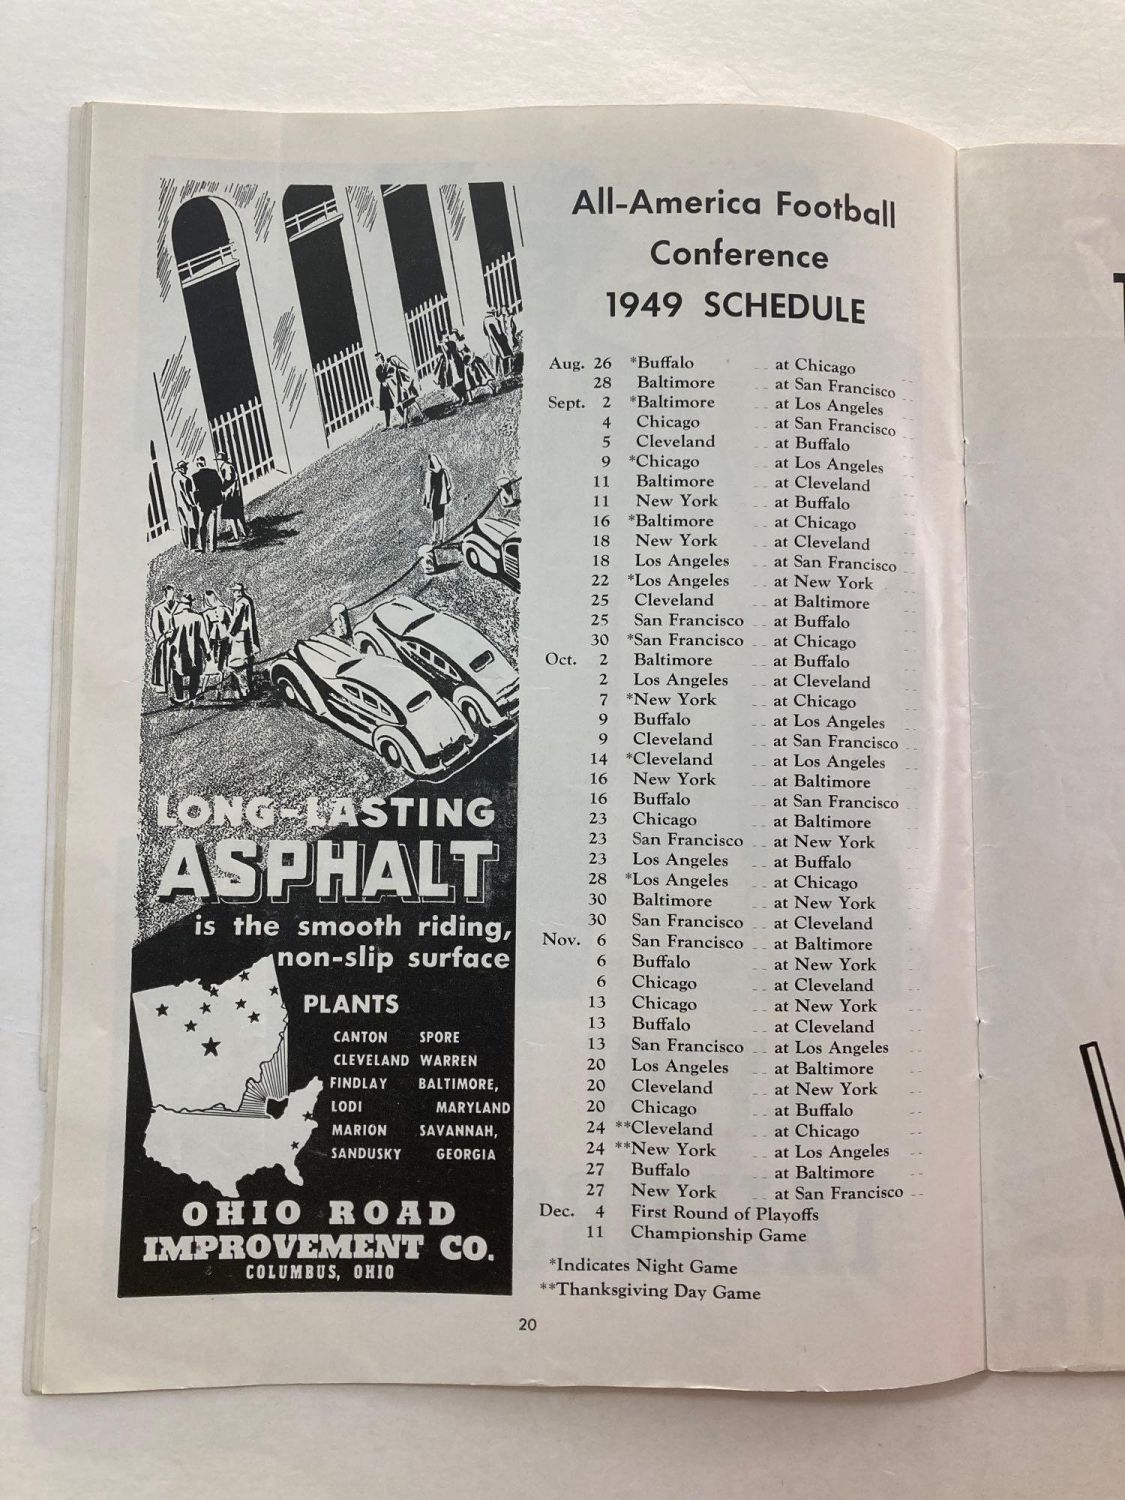 All-America Football
Conference
1949 SCHEDULE
Aug. 26 *Buffalo -- at Chicago --
28 Baltimore -- at San Francisco --
Sept. 2 *Baltimore -- at Los Angeles --
4 Chicago -- at San Francisco --
5 Cleveland -- at Buffalo --
9 *Chicago -- at Los Angeles --
11 Baltimore -- at Cleveland --
11 New York -- at Buffalo --
16 *Baltimore -- at Chicago --
18 New York -- at Cleveland --
18 Los Angeles -- at San Francisco --
22 *Los Angeles -- at New York --
25 Cleveland -- at Baltimore --
25 San Francisco -- at Buffalo --
30 *San Francisco -- at Chicago --
Oct. 2 Baltimore -- at Buffalo --
2 Los Angeles -- at Cleveland --
7 *New York -- at Chicago --
9 Buffalo -- at Los Angeles --
9 Cleveland -- at San Francisco --
14 *Cleveland -- at Los Angeles --
16 New York -- at Baltimore --
16 Buffalo -- at San Francisco --
23 Chicago -- at Baltimore --
23 San Francisco -- at New York --
23 Los Angeles -- at Buffalo --
28 *Los Angeles -- at Chicago --
30 Baltimore -- at New York --
30 San Francisco -- at Cleveland --
Nov. 6 San Francisco -- at Baltimore --
6 Buffalo -- at New York --
6 Chicago -- at Cleveland --
13 Chicago -- at New York --
13 Buffalo -- at Cleveland --
13 San Francisco -- at Los Angeles --
20 Los Angeles -- at Baltimore --
20 Cleveland -- at New York --
20 Chicago -- at Buffalo --
24 **Cleveland -- at Chicago --
24 **New York -- at Los Angeles --
27 Buffalo -- at Baltimore --
27 New York -- at San Francisco --
Dec. 4 First Round of Playoffs
11 Championship Game
*Indicates Night Game
**Thanksgiving Day Game
LONG-LASTING
ASPHALT
is the smooth riding,
non-slip surface
PLANTS
CANTON SPORE
CLEVELAND WARREN
FINDLAY BALTIMORE,
LODI MARYLAND
MARION SAVANNAH,
SANDUSKY GEORGIA
OHIO ROAD
IMPROVEMENT CO.
COLUMBUS, OHIO
20